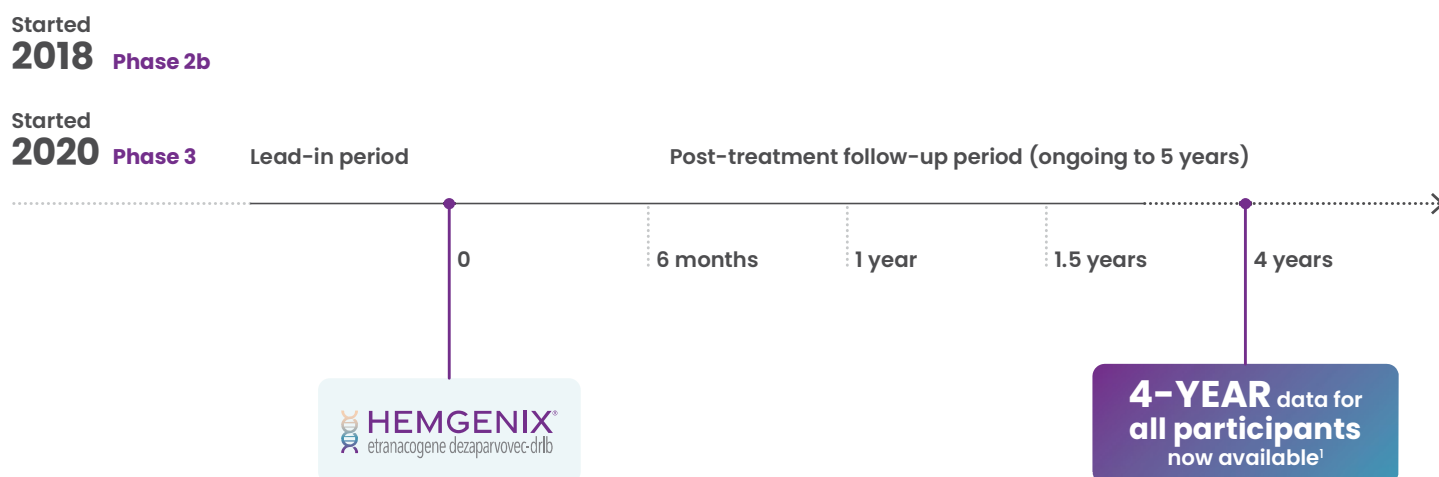 Started
2018 Phase 2b
Started
2020 Phase 3 Lead-in period Post-treatment follow-up period (ongoing to 5 years)
0 6 months 1 year 1.5 years 4 years
HEMGENIX®
etranacogene dezaparvovec-drlb
4-YEAR data for
all participants
now available¹